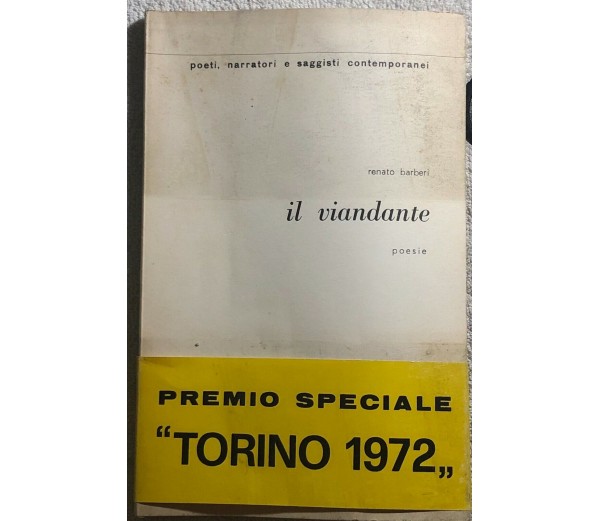 poeti, narratori e saggisti contemporanei
renato barberi
il viandante
poesie
PREMIO SPECIALE
“TORINO 1972„